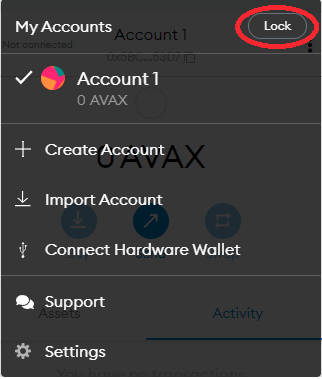 My Accounts
Lock
Not connected
Account 1
0x5BC...53D7
Account 1
0 AVAX
Create Account
0 AVAX
Import Account
Connect Hardware Wallet
Support
Assets
Activity
Settings
You have no transactions